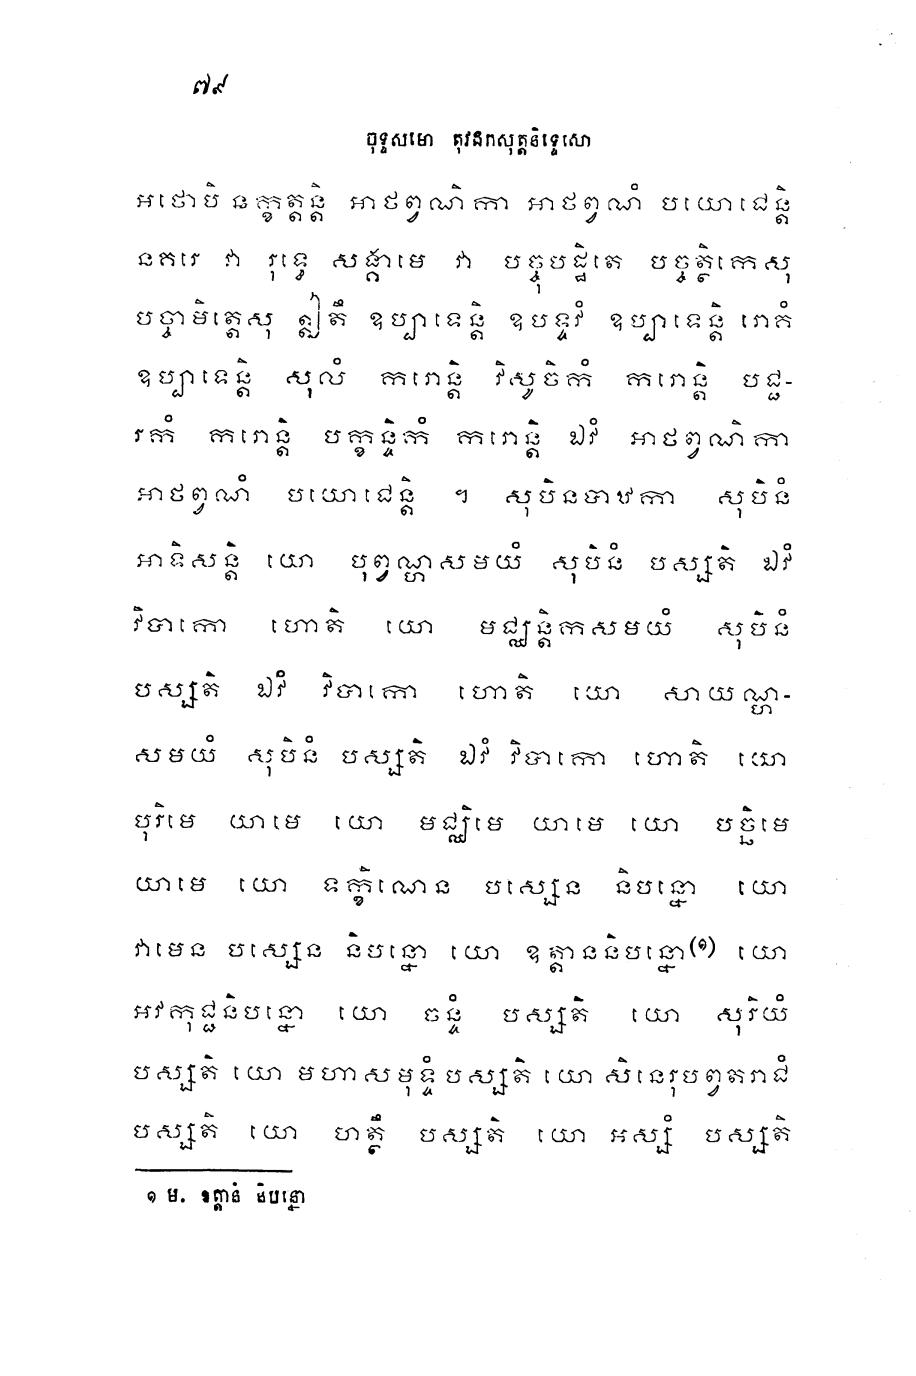 ៧៩
ចុទ្ទសមោ តុវដកសុត្តនិទ្ទេសោ
អថោបិ នក្ខត្តន្តិ អាថព្វណិកា អាថព្វណំ បយោជេន្តិ
នគរេ វា រុទ្ធេ សង្គាមេ វា បច្ចុបដ្ឋិតេ បច្ចត្ថិកេសុ
បច្ចាមិត្តេសុ ឦតឹ ឧប្បាទេន្តិ ឧបទ្ទវំ ឧប្បាទេន្តិ រោគំ
ឧប្បាទេន្តិ សុលំ ករោន្តិ វិសូចិកំ ករោន្តិ បជ្ជ-
រកំ ករោន្តិ បក្ខន្ទិកំ ករោន្តិ ឯវំ អាថព្វណិកា
អាថព្វណំ បយោជេន្តិ ។ សុបិនបាឋកា សុបិនំ
អាទិសន្តិ យោ បុព្វណ្ហសមយំ សុបិនំ បស្សតិ ឯវំ
វិបាកោ ហោតិ យោ មជ្ឈន្តិកសមយំ សុបិនំ
បស្សតិ ឯវំ វិបាកោ ហោតិ យោ សាយណ្ហ-
សមយំ សុបិនំ បស្សតិ ឯវំ វិបាកោ ហោតិ យោ
បុរិមេ យាមេ យោ មជ្ឈិមេ យាមេ យោ បច្ឆិមេ
យាមេ យោ ទក្ខិណេន បស្សេន និបន្នោ យោ
វាមេន បស្សេន និបន្នោ យោ ឧត្តាននិបន្នោ(១) យោ
អវកុជ្ជនិបន្នោ យោ ចន្ទំ បស្សតិ យោ សុរិយំ
បស្សតិ យោ មហាសមុទ្ទំ បស្សតិ យោ សិនេរុបព្វតរាជំ
បស្សតិ យោ ហត្ថឹ បស្សតិ យោ អស្សំ បស្សតិ
១ ម. ឧត្តានំ និបន្នោ